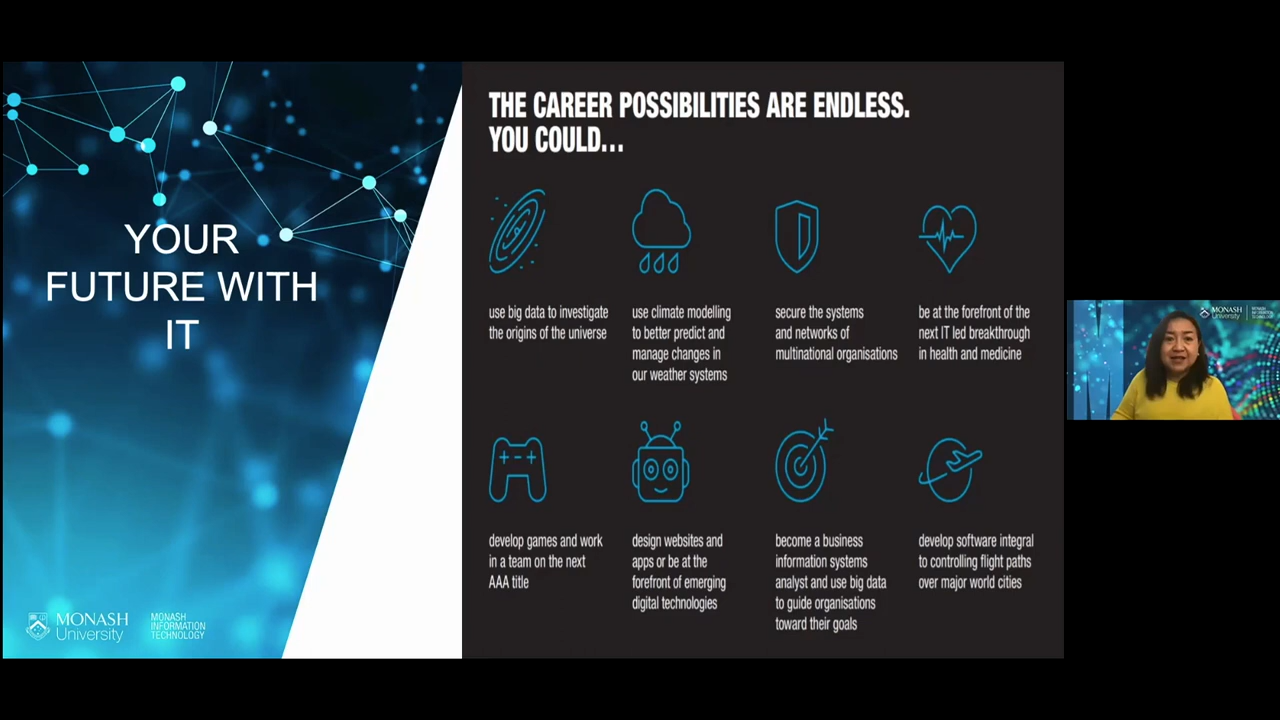 YOUR
FUTURE WITH
IT
MONASH
University
MONASH
INFORMATION
TECHNOLOGY
THE CAREER POSSIBILITIES ARE ENDLESS.
YOU COULD...
use big data to investigate
the origins of the universe
use climate modelling
to better predict and
manage changes in
our weather systems
secure the systems
and networks of
multinational organisations
be at the forefront of the
next IT led breakthrough
in health and medicine
develop games and work
in a team on the next
AAA title
design websites and
apps or be at the
forefront of emerging
digital technologies
become a business
information systems
analyst and use big data
to guide organisations
toward their goals
develop software integral
to controlling flight paths
over major world cities
MONASH
University
MONASH
INFORMATION
TECHNOLOGY